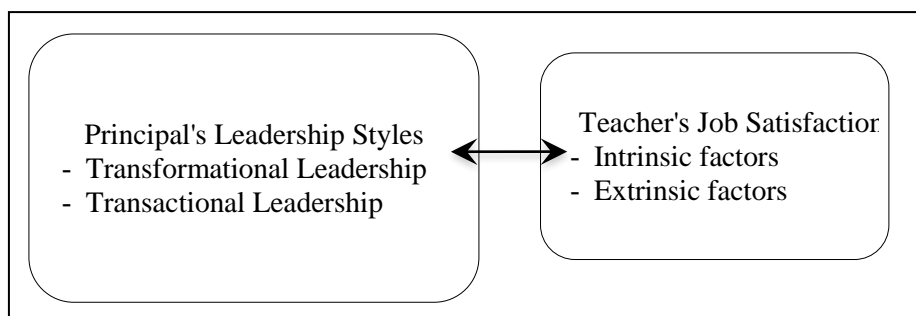 Principal's Leadership Styles
- Transformational Leadership
- Transactional Leadership
Teacher's Job Satisfaction
- Intrinsic factors
- Extrinsic factors